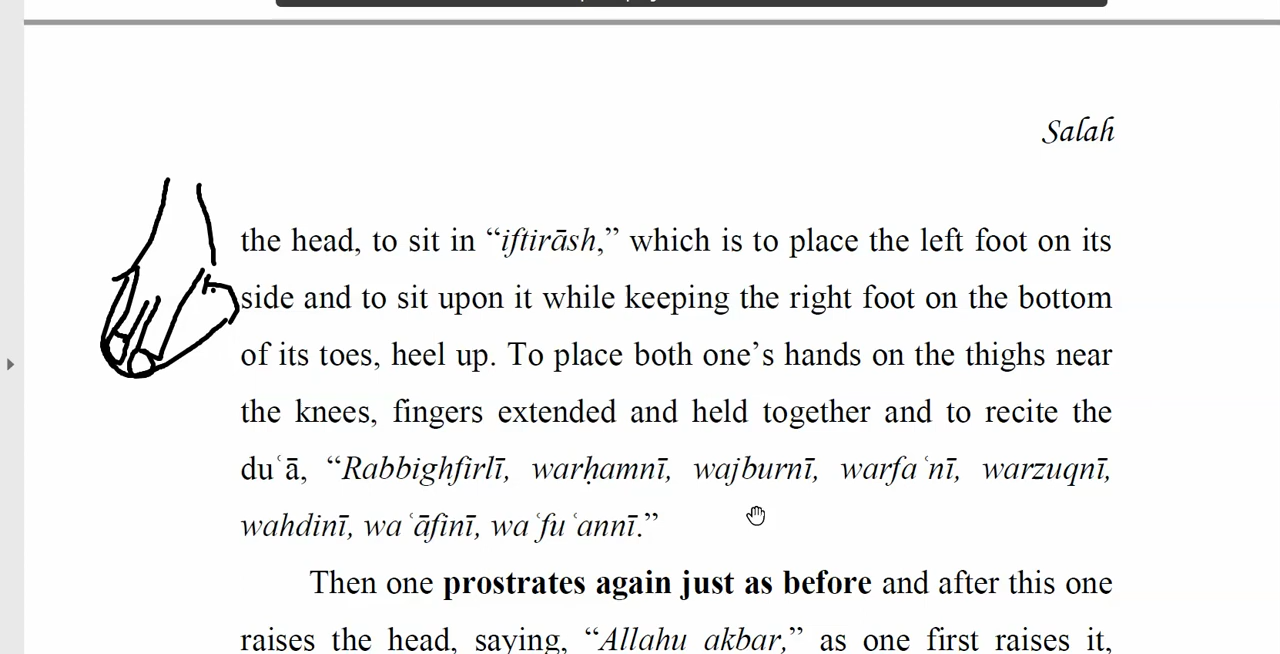 Salah
the head, to sit in “iftirāsh,” which is to place the left foot on its
side and to sit upon it while keeping the right foot on the bottom
of its toes, heel up. To place both one’s hands on the thighs near
the knees, fingers extended and held together and to recite the
duʿā, “Rabbighfirlī, warḥamnī, wajburnī, warfaʿnī, warzuqnī,
wahdinī, waʿāfinī, waʿfuʿannī.”
Then one prostrates again just as before and after this one
raises the head, saying, “Allahu akbar,” as one first raises it,